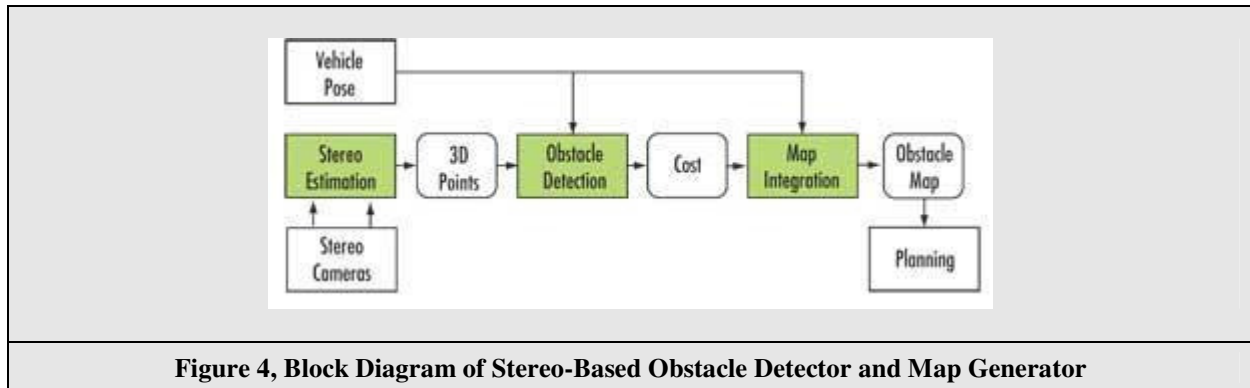 Vehicle
Pose
Stereo
Estimation
3D
Points
Obstacle
Detection
Cost
Map
Integration
Obstacle
Map
Stereo
Cameras
Planning
Figure 4, Block Diagram of Stereo-Based Obstacle Detector and Map Generator